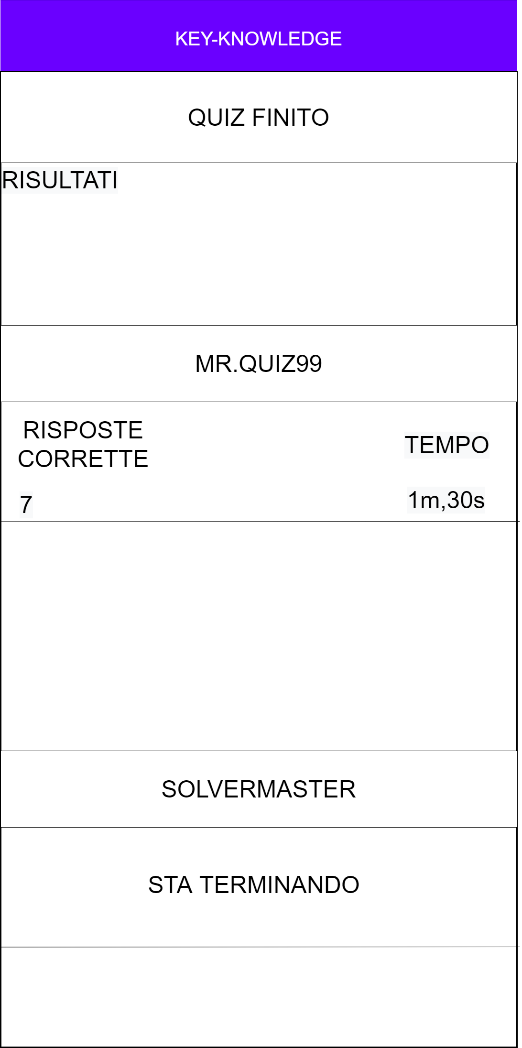 KEY-KNOWLEDGE
QUIZ FINITO
RISULTATI
MR.QUIZ99
RISPOSTE
CORRETTE
TEMPO
7
1m,30s
SOLVERMASTER
STA TERMINANDO